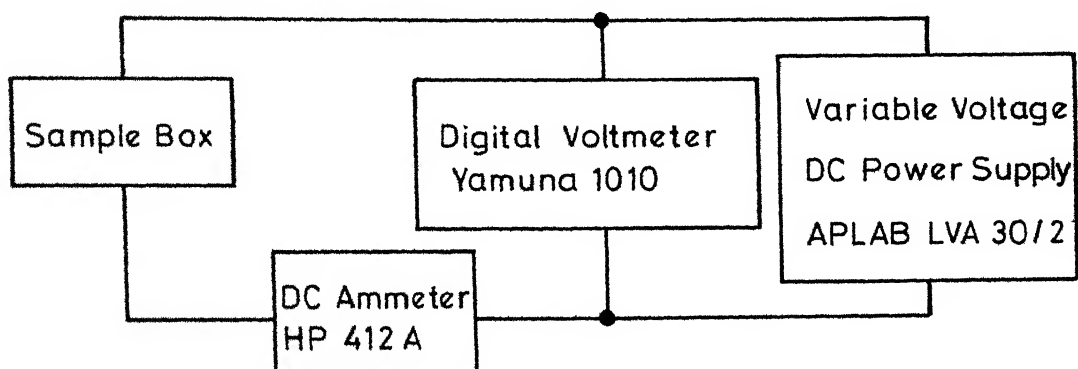 Sample Box
Digital Voltmeter
Yamuna 1010
Variable Voltage
DC Power Supply
APLAB LVA 30/2
DC Ammeter
HP 412 A